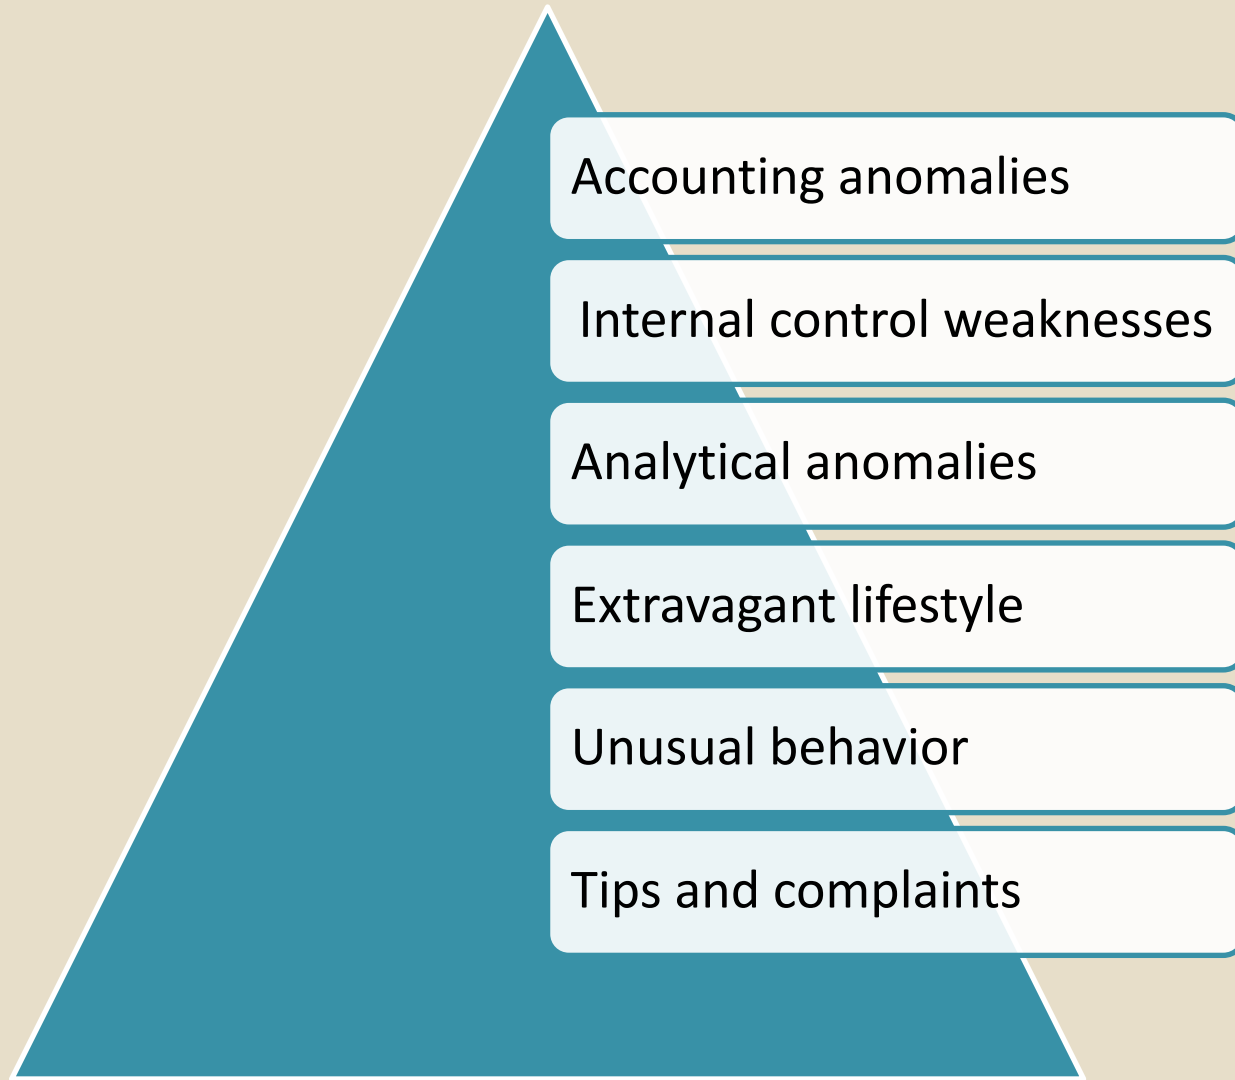 Accounting anomalies
Internal control weaknesses
Analytical anomalies
Extravagant lifestyle
Unusual behavior
Tips and complaints